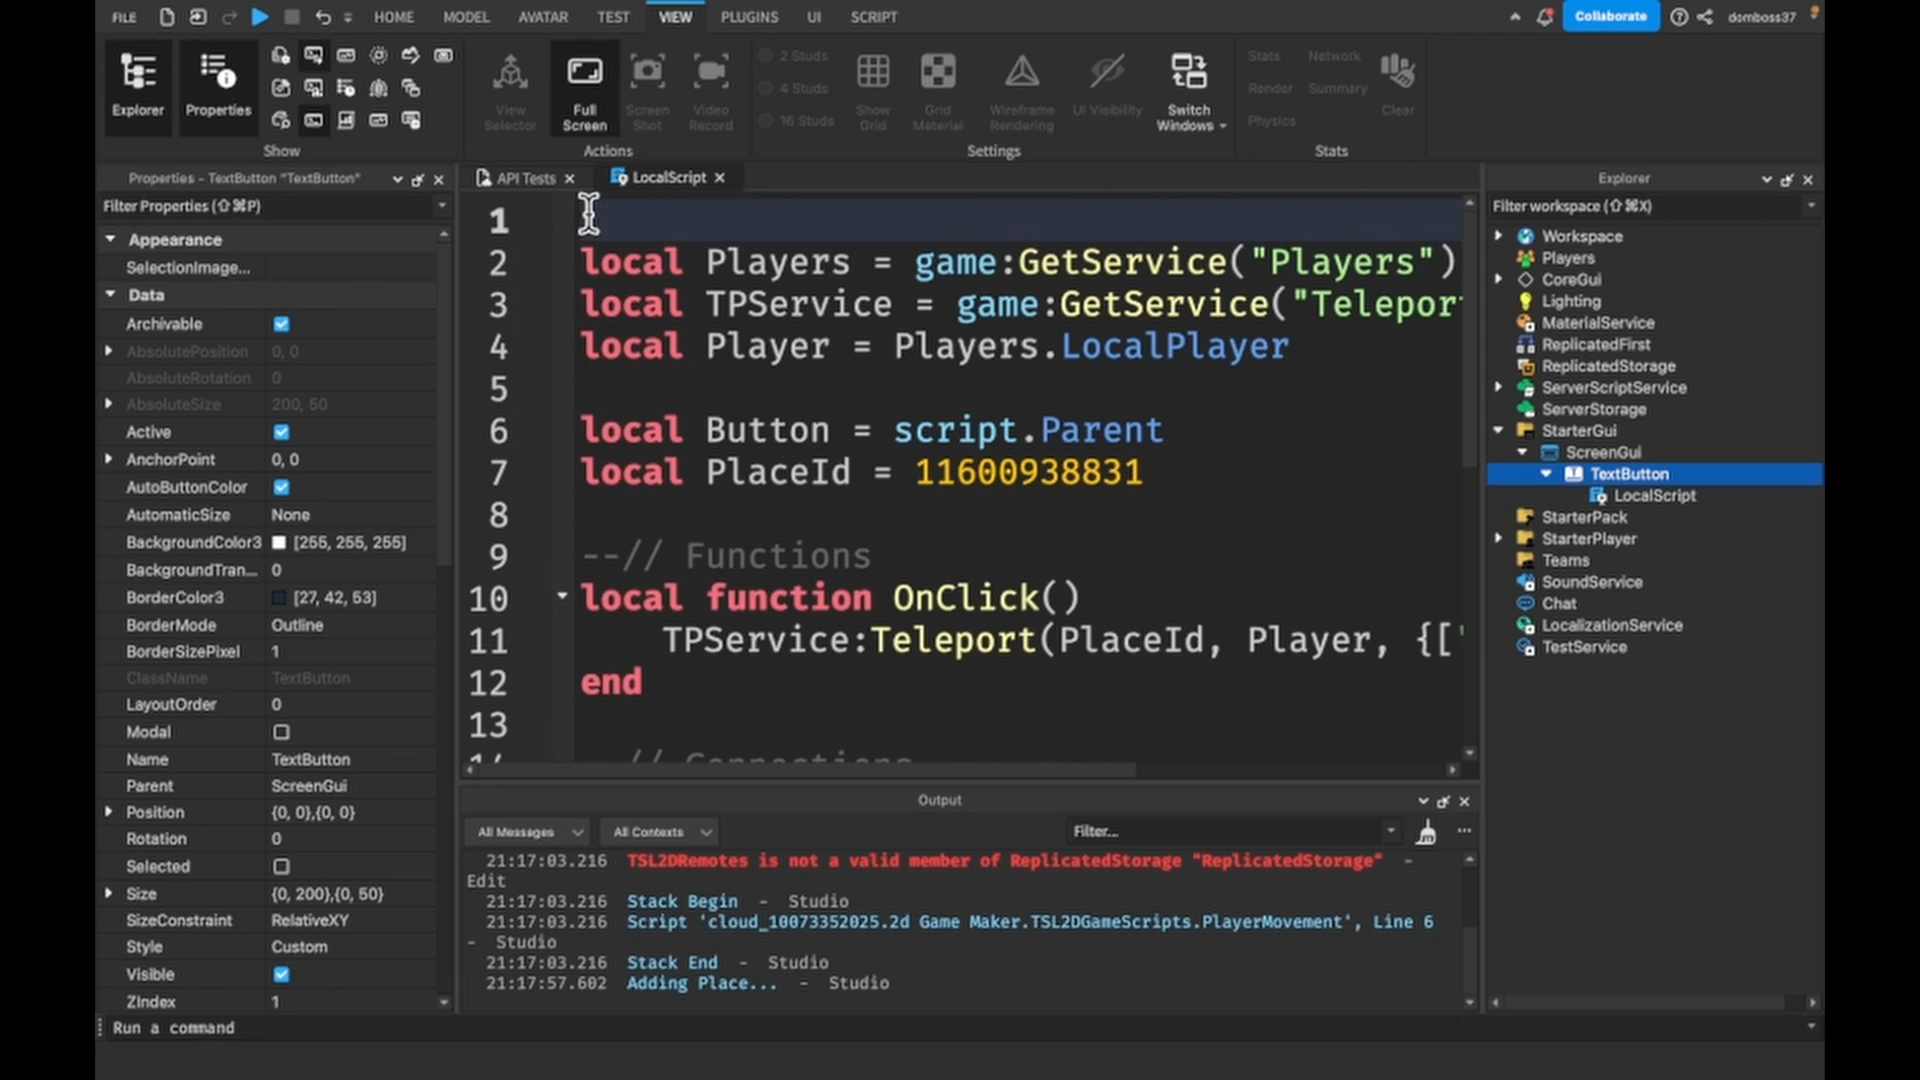 FILE HOME MODEL AVATAR TEST VIEW PLUGINS UI SCRIPT Collaborate domboss37
Explorer
Properties
View
Selector
Full
Screen
Screen
Shot
Video
Record
2 Studs
4 Studs
16 Studs
Show
Grid
Grid
Material
Wireframe
Rendering
UI Visibility
Switch
Windows
Stats Network
Render Summary
Physics
Clear
Show Actions Settings Stats
Properties - TextButton "TextButton"
Filter Properties (⇧⌘P)
Appearance
SelectionImage...
Data
Archivable
AbsolutePosition 0, 0
AbsoluteRotation 0
AbsoluteSize 200, 50
Active
AnchorPoint 0, 0
AutoButtonColor
AutomaticSize None
BackgroundColor3 [255, 255, 255]
BackgroundTran... 0
BorderColor3 [27, 42, 53]
BorderMode Outline
BorderSizePixel 1
ClassName TextButton
LayoutOrder 0
Modal
Name TextButton
Parent ScreenGui
Position {0, 0},{0, 0}
Rotation 0
Selected
Size {0, 200},{0, 50}
SizeConstraint RelativeXY
Style Custom
Visible
ZIndex 1
API Tests LocalScript
1
2 local Players = game:GetService("Players")
3 local TPService = game:GetService("Telepor
4 local Player = Players.LocalPlayer
5
6 local Button = script.Parent
7 local PlaceId = 11600938831
8
9 --// Functions
10 local function OnClick()
11 TPService:Teleport(PlaceId, Player, {['
12 end
13
14 --// Connections
Output
All Messages All Contexts Filter...
21:17:03.216 TSL2DRemotes is not a valid member of ReplicatedStorage "ReplicatedStorage" -
Edit
21:17:03.216 Stack Begin - Studio
21:17:03.216 Script 'cloud_10073352025.2d Game Maker.TSL2DGameScripts.PlayerMovement', Line 6
- Studio
21:17:03.216 Stack End - Studio
21:17:57.602 Adding Place... - Studio
Explorer
Filter workspace (⇧⌘X)
Workspace
Players
CoreGui
Lighting
MaterialService
ReplicatedFirst
ReplicatedStorage
ServerScriptService
ServerStorage
StarterGui
ScreenGui
TextButton
LocalScript
StarterPack
StarterPlayer
Teams
SoundService
Chat
LocalizationService
TestService
Run a command